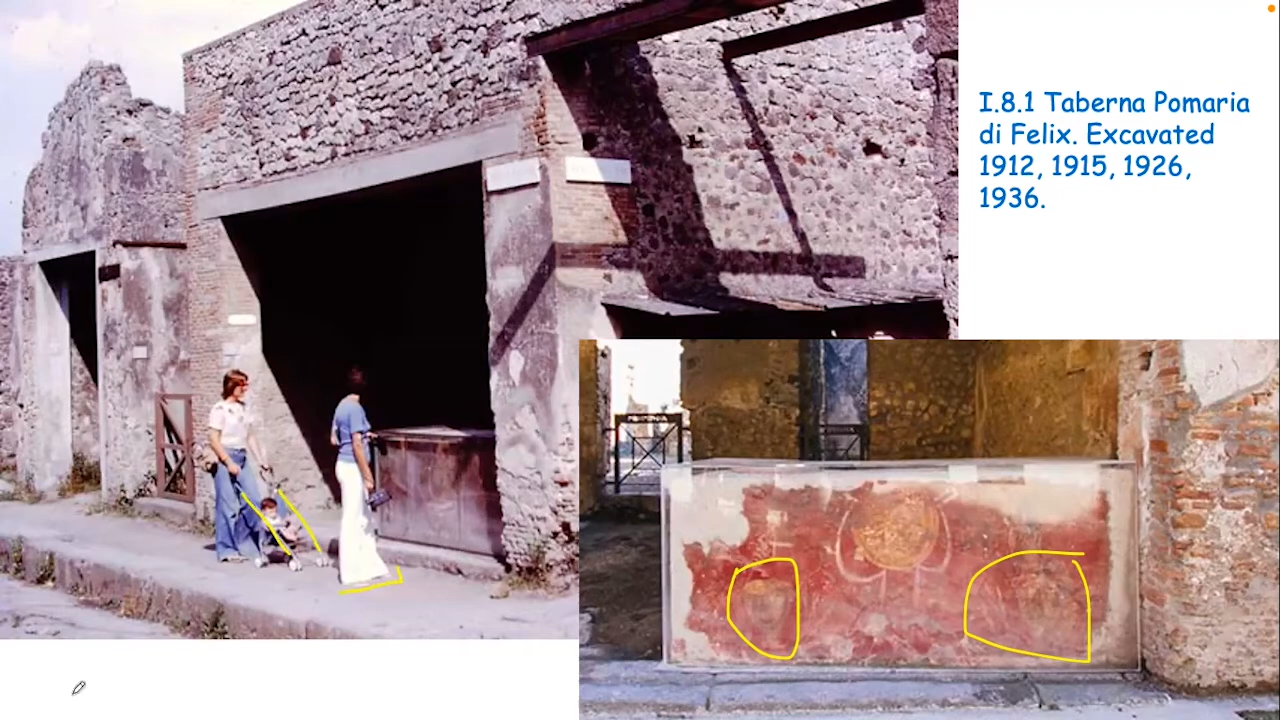 I.8.1 Taberna Pomaria
di Felix. Excavated
1912, 1915, 1926,
1936.